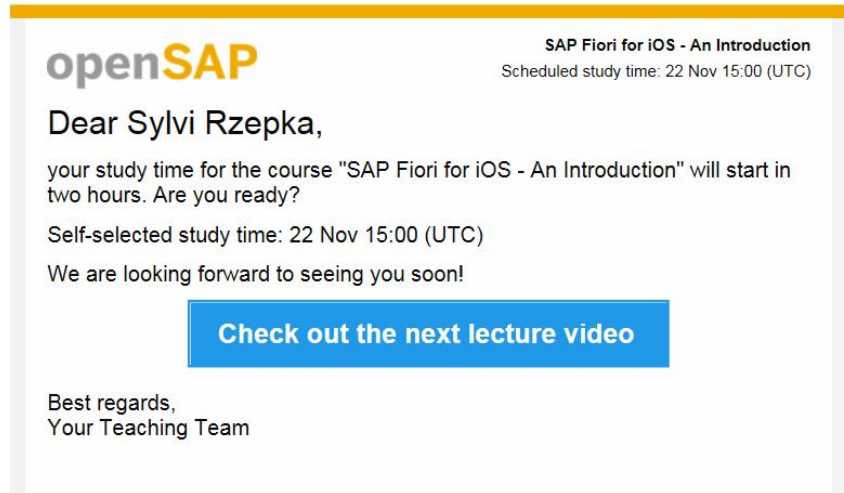 openSAP
SAP Fiori for iOS - An Introduction
Scheduled study time: 22 Nov 15:00 (UTC)
Dear Sylvi Rzepka,
your study time for the course "SAP Fiori for iOS - An Introduction" will start in
two hours. Are you ready?
Self-selected study time: 22 Nov 15:00 (UTC)
We are looking forward to seeing you soon!
Check out the next lecture video
Best regards,
Your Teaching Team